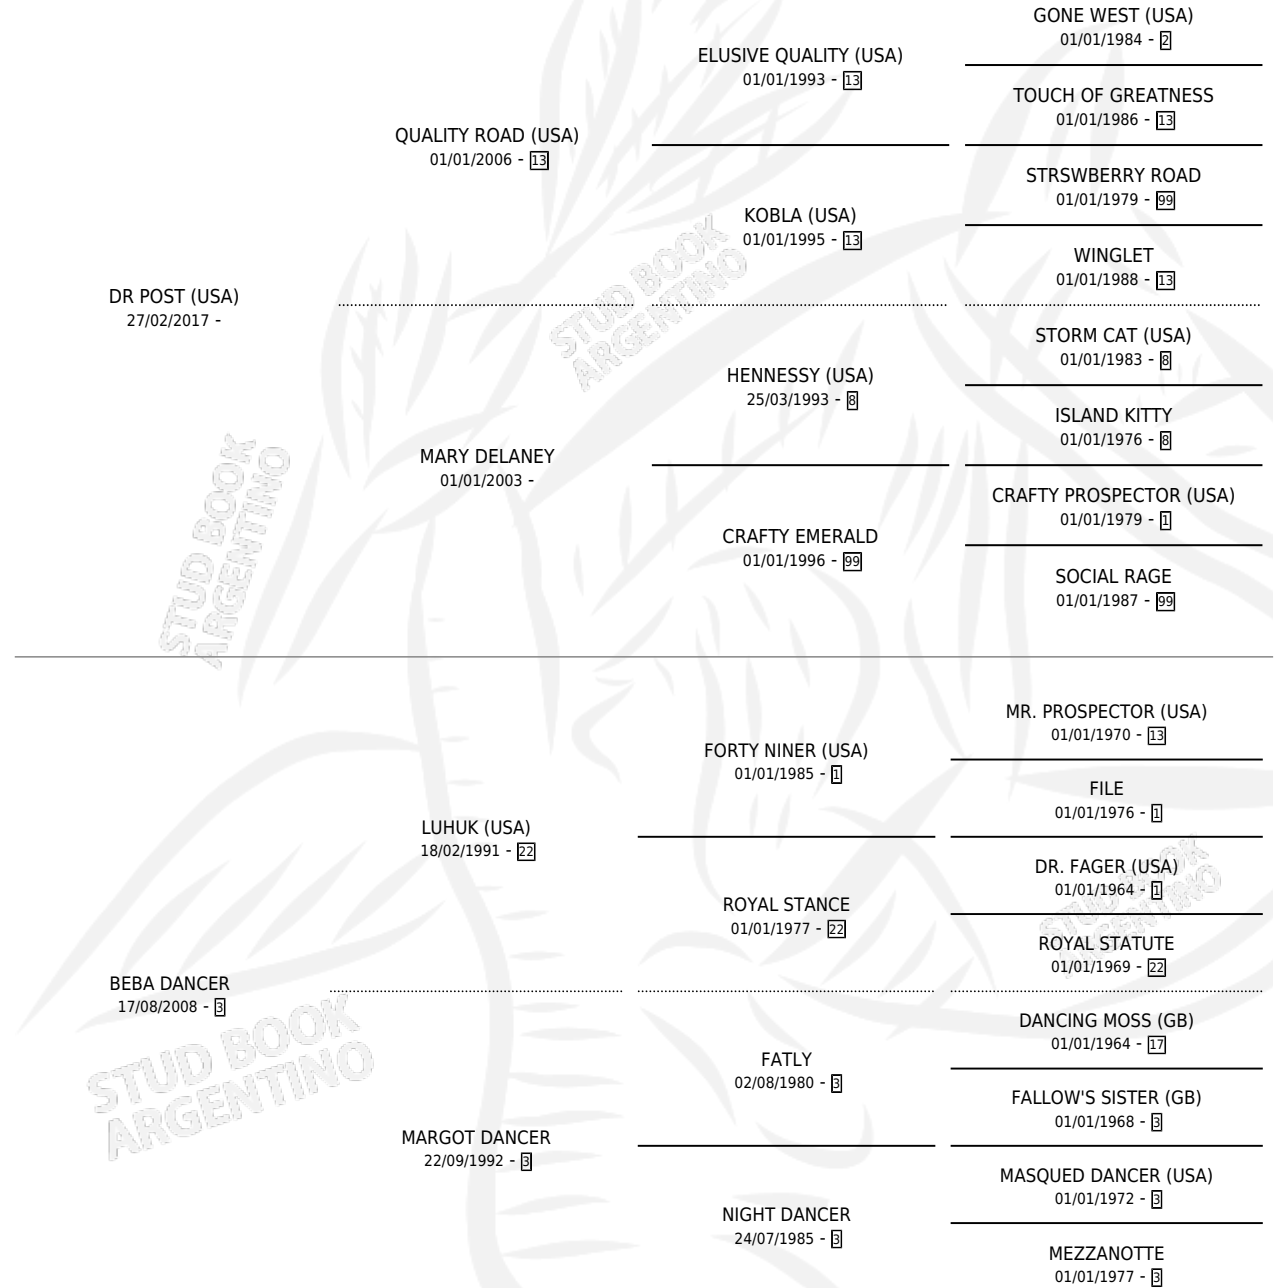 GONE WEST (USA)
01/01/1984 - 2
ELUSIVE QUALITY (USA)
01/01/1993 - 13
TOUCH OF GREATNESS
01/01/1986 - 13
QUALITY ROAD (USA)
01/01/2006 - 13
STRSWBERRY ROAD
01/01/1979 - 99
KOBLA (USA)
01/01/1995 - 13
WINGLET
01/01/1988 - 13
DR POST (USA)
27/02/2017 -
STORM CAT (USA)
01/01/1983 - 8
HENNESSY (USA)
25/03/1993 - 8
ISLAND KITTY
01/01/1976 - 8
MARY DELANEY
01/01/2003 -
CRAFTY PROSPECTOR (USA)
01/01/1979 - 1
CRAFTY EMERALD
01/01/1996 - 99
SOCIAL RAGE
01/01/1987 - 99
MR. PROSPECTOR (USA)
01/01/1970 - 13
FORTY NINER (USA)
01/01/1985 - 1
FILE
01/01/1976 - 1
LUHUK (USA)
18/02/1991 - 22
DR. FAGER (USA)
01/01/1964 - 1
ROYAL STANCE
01/01/1977 - 22
ROYAL STATUTE
01/01/1969 - 22
BEBA DANCER
17/08/2008 - 3
DANCING MOSS (GB)
01/01/1964 - 17
FATLY
02/08/1980 - 3
FALLOW'S SISTER (GB)
01/01/1968 - 3
MARGOT DANCER
22/09/1992 - 3
MASQUED DANCER (USA)
01/01/1972 - 3
NIGHT DANCER
24/07/1985 - 3
MEZZANOTTE
01/01/1977 - 3
STUD BOOK
ARGENTINO
STUD BOOK
ARGENTINO
STUD BOOK
ARGENTINO
STUD BOOK
ARGENTINO